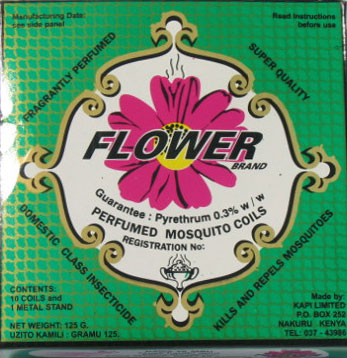 Manufacturing Date:
see side panel
Read Instructions
before use
FRAGRANTLY PERFUMED
SUPER QUALITY
FLOWER
BRAND
Guarantee : Pyrethrum 0.3% w / w
PERFUMED MOSQUITO COILS
REGISTRATION No:
DOMESTIC CLASS INSECTICIDE
KILLS AND REPELS MOSQUITOES
CONTENTS:
10 COILS and
1 METAL STAND
NET WEIGHT: 125 G.
UZITO KAMILI : GRAMU 125.
Made by:
KAPI LIMITED
P.O. BOX 252
NAKURU - KENYA
TEL: 037 - 43986